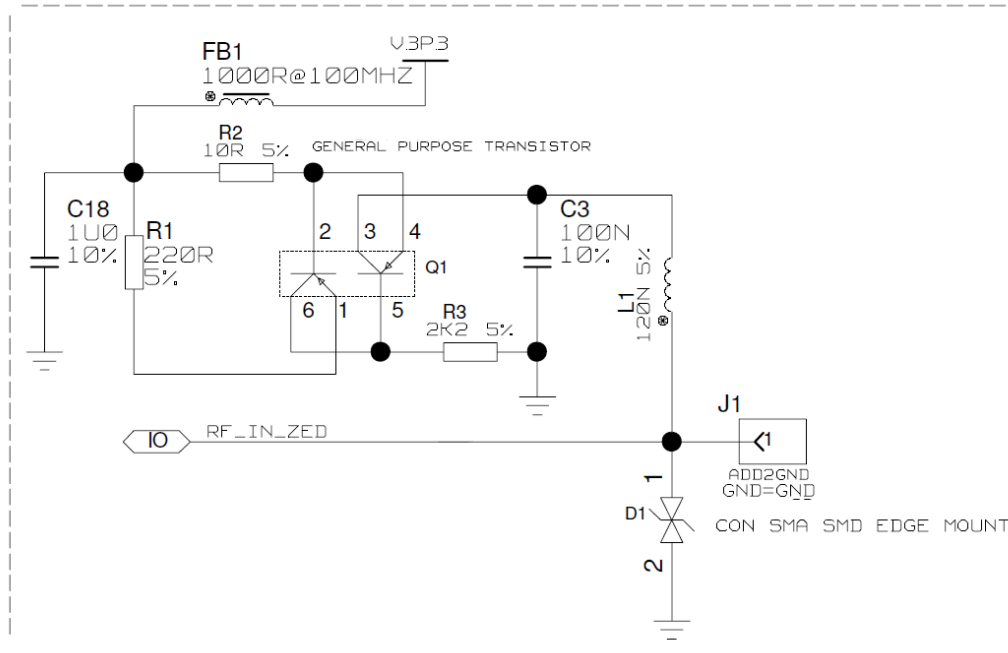 V3P3
FB1
1000R@100MHZ
R2
10R 5%
GENERAL PURPOSE TRANSISTOR
C18
1U0
10%
R1
220R
5%
2
3
4
Q1
6
1
5
R3
2K2 5%
C3
100N
10%
L1
120N 5%
J1
1
ADD2GND
GND=GND
IO
RF_IN_ZED
1
D1
2
CON SMA SMD EDGE MOUNT